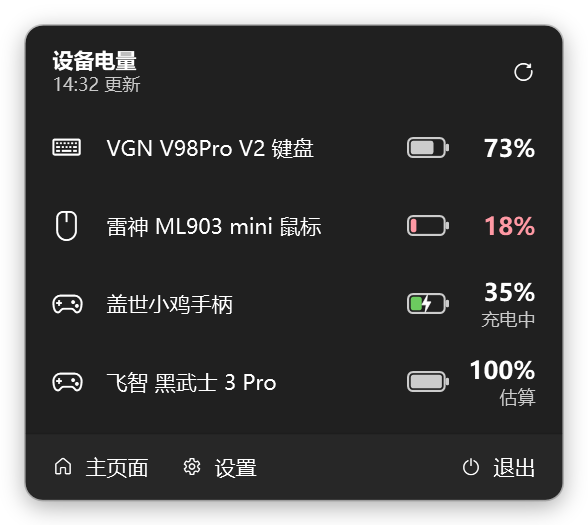 设备电量
14:32 更新
VGN V98Pro V2 键盘 73%
雷神 ML903 mini 鼠标 18%
盖世小鸡手柄 35%
充电中
飞智 黑武士 3 Pro 100%
估算
主页面 设置 退出